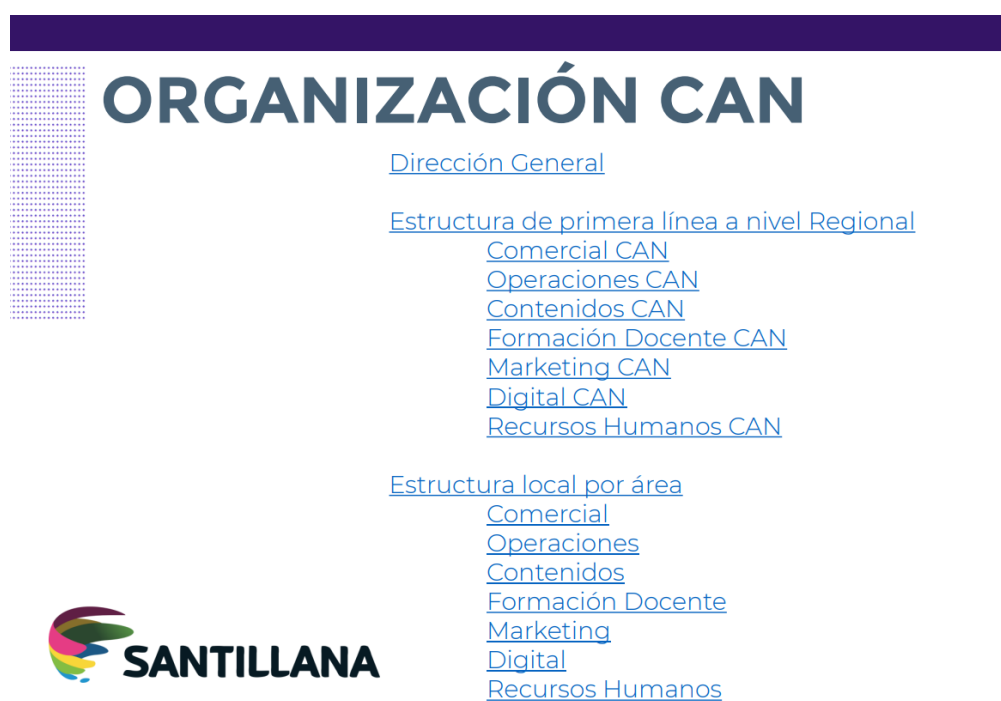 ORGANIZACIÓN CAN
Dirección General
Estructura de primera línea a nivel Regional
Comercial CAN
Operaciones CAN
Contenidos CAN
Formación Docente CAN
Marketing CAN
Digital CAN
Recursos Humanos CAN
Estructura local por área
Comercial
Operaciones
Contenidos
Formación Docente
Marketing
Digital
Recursos Humanos
SANTILLANA